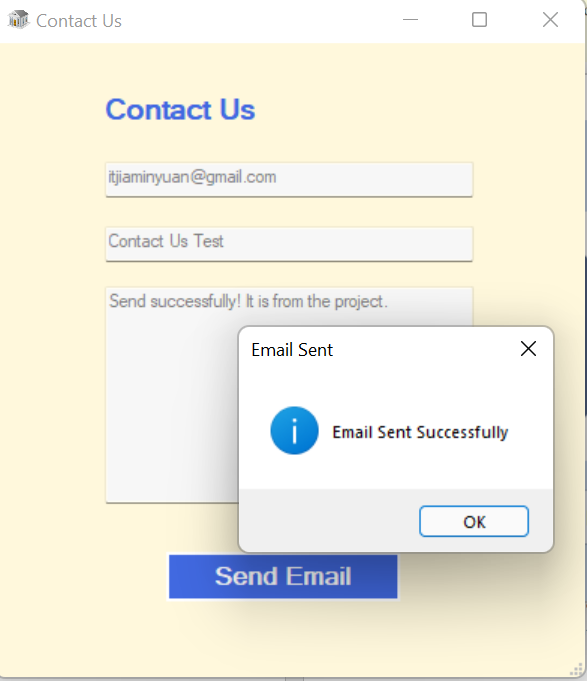 Contact Us
Contact Us
itjiaminyuan@gmail.com
Contact Us Test
Send successfully! It is from the project.
Email Sent
Email Sent Successfully
OK
Send Email